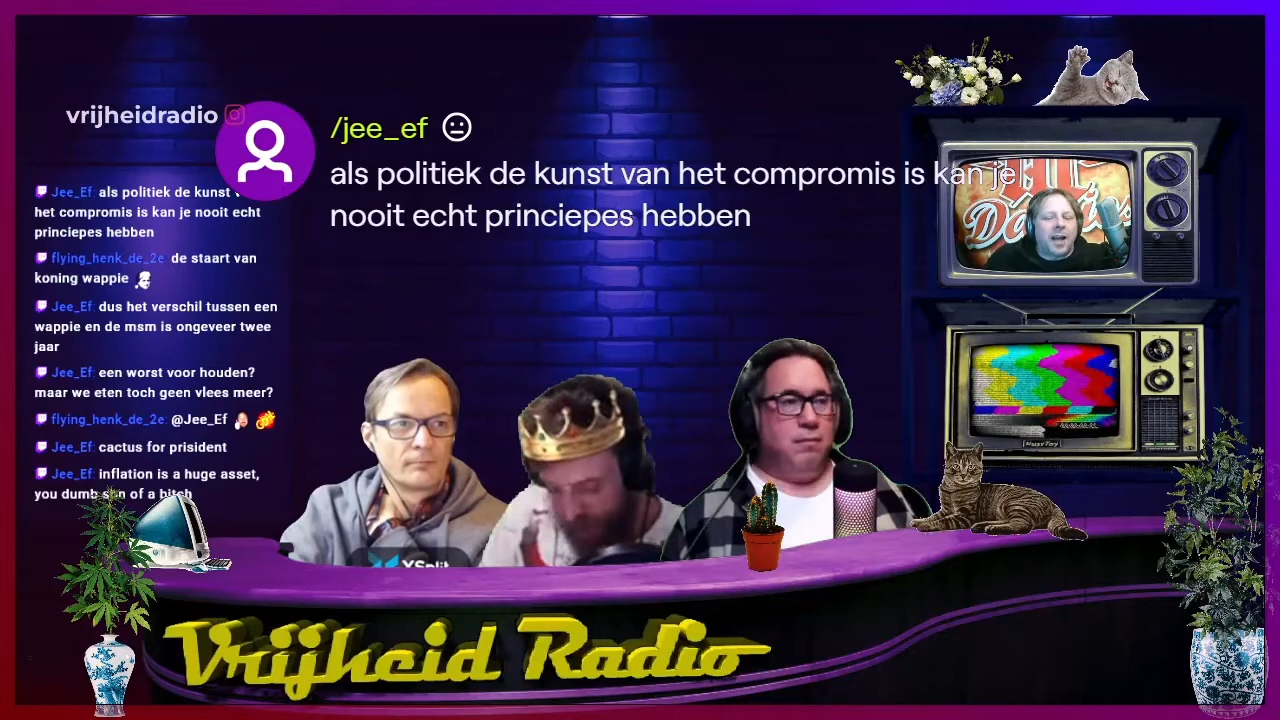 vrijheidradio
/jee_ef
als politiek de kunst van het compromis is kan je
nooit echt princiepes hebben
Jee_Ef: als politiek de kunst
het compromis is kan je nooit echt
princiepes hebben
flying_henk_de_2e: de staart van
koning wappie
Jee_Ef: dus het verschil tussen een
wappie en de msm is ongeveer twee
jaar
Jee_Ef: een worst voor houden?
maar we eten toch geen vlees meer?
flying_henk_de_2e: @Jee_Ef
Jee_Ef: cactus for prisident
Jee_Ef: inflation is a huge asset,
you dumb son of a bitch
XSplit
Vrijheid Radio